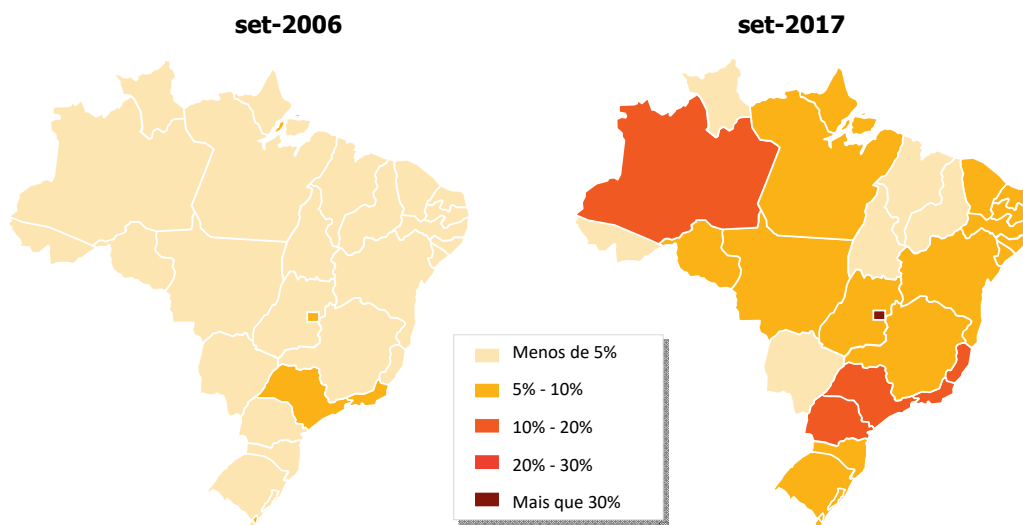 set-2006
set-2017
Menos de 5%
5% - 10%
10% - 20%
20% - 30%
Mais que 30%